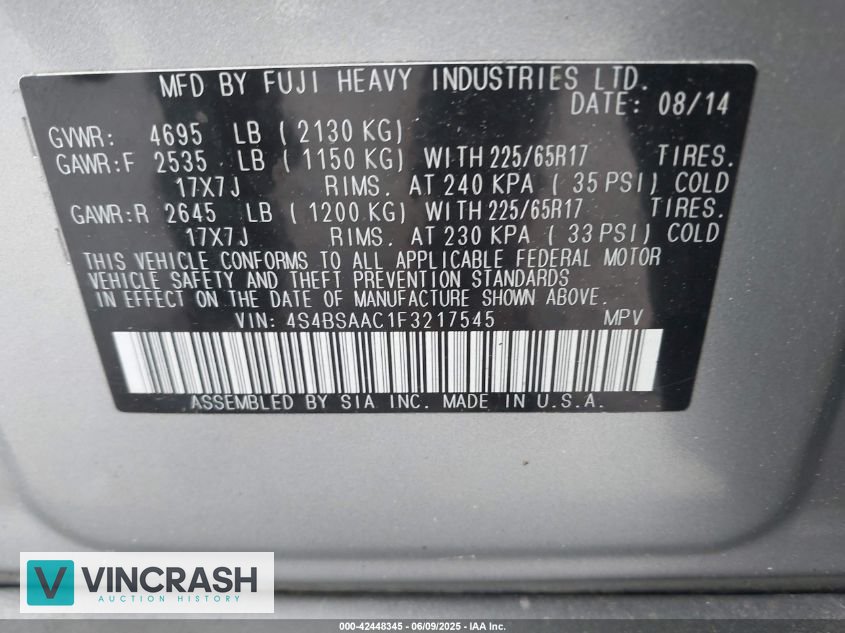 MFD BY FUJI HEAVY INDUSTRIES LTD.
DATE: 08/14
GVWR: 4695 LB ( 2130 KG)
GAWR:F 2535 LB ( 1150 KG) WITH 225/65R17 TIRES.
17X7J RIMS. AT 240 KPA ( 35 PSI) COLD
GAWR:R 2645 LB ( 1200 KG) WITH 225/65R17 TIRES.
17X7J RIMS. AT 230 KPA ( 33 PSI) COLD
THIS VEHICLE CONFORMS TO ALL APPLICABLE FEDERAL MOTOR
VEHICLE SAFETY AND THEFT PREVENTION STANDARDS
IN EFFECT ON THE DATE OF MANUFACTURE SHOWN ABOVE.
VIN: 4S4BSAAC1F3217545 MPV
ASSEMBLED BY SIA INC. MADE IN U.S.A.
VINCRASH
AUCTION HISTORY
000-42448345 - 06/09/2025 - IAA Inc.